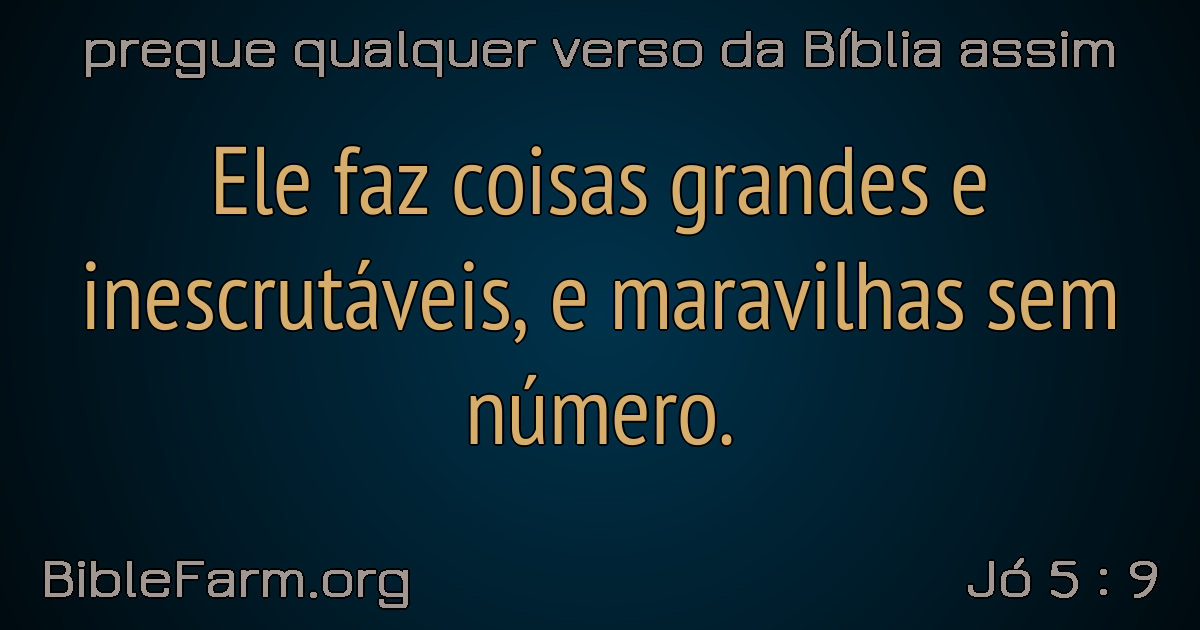 pregue qualquer verso da Bíblia assim
Ele faz coisas grandes e
inescrutáveis, e maravilhas sem
número.
BibleFarm.org
Jó 5 : 9